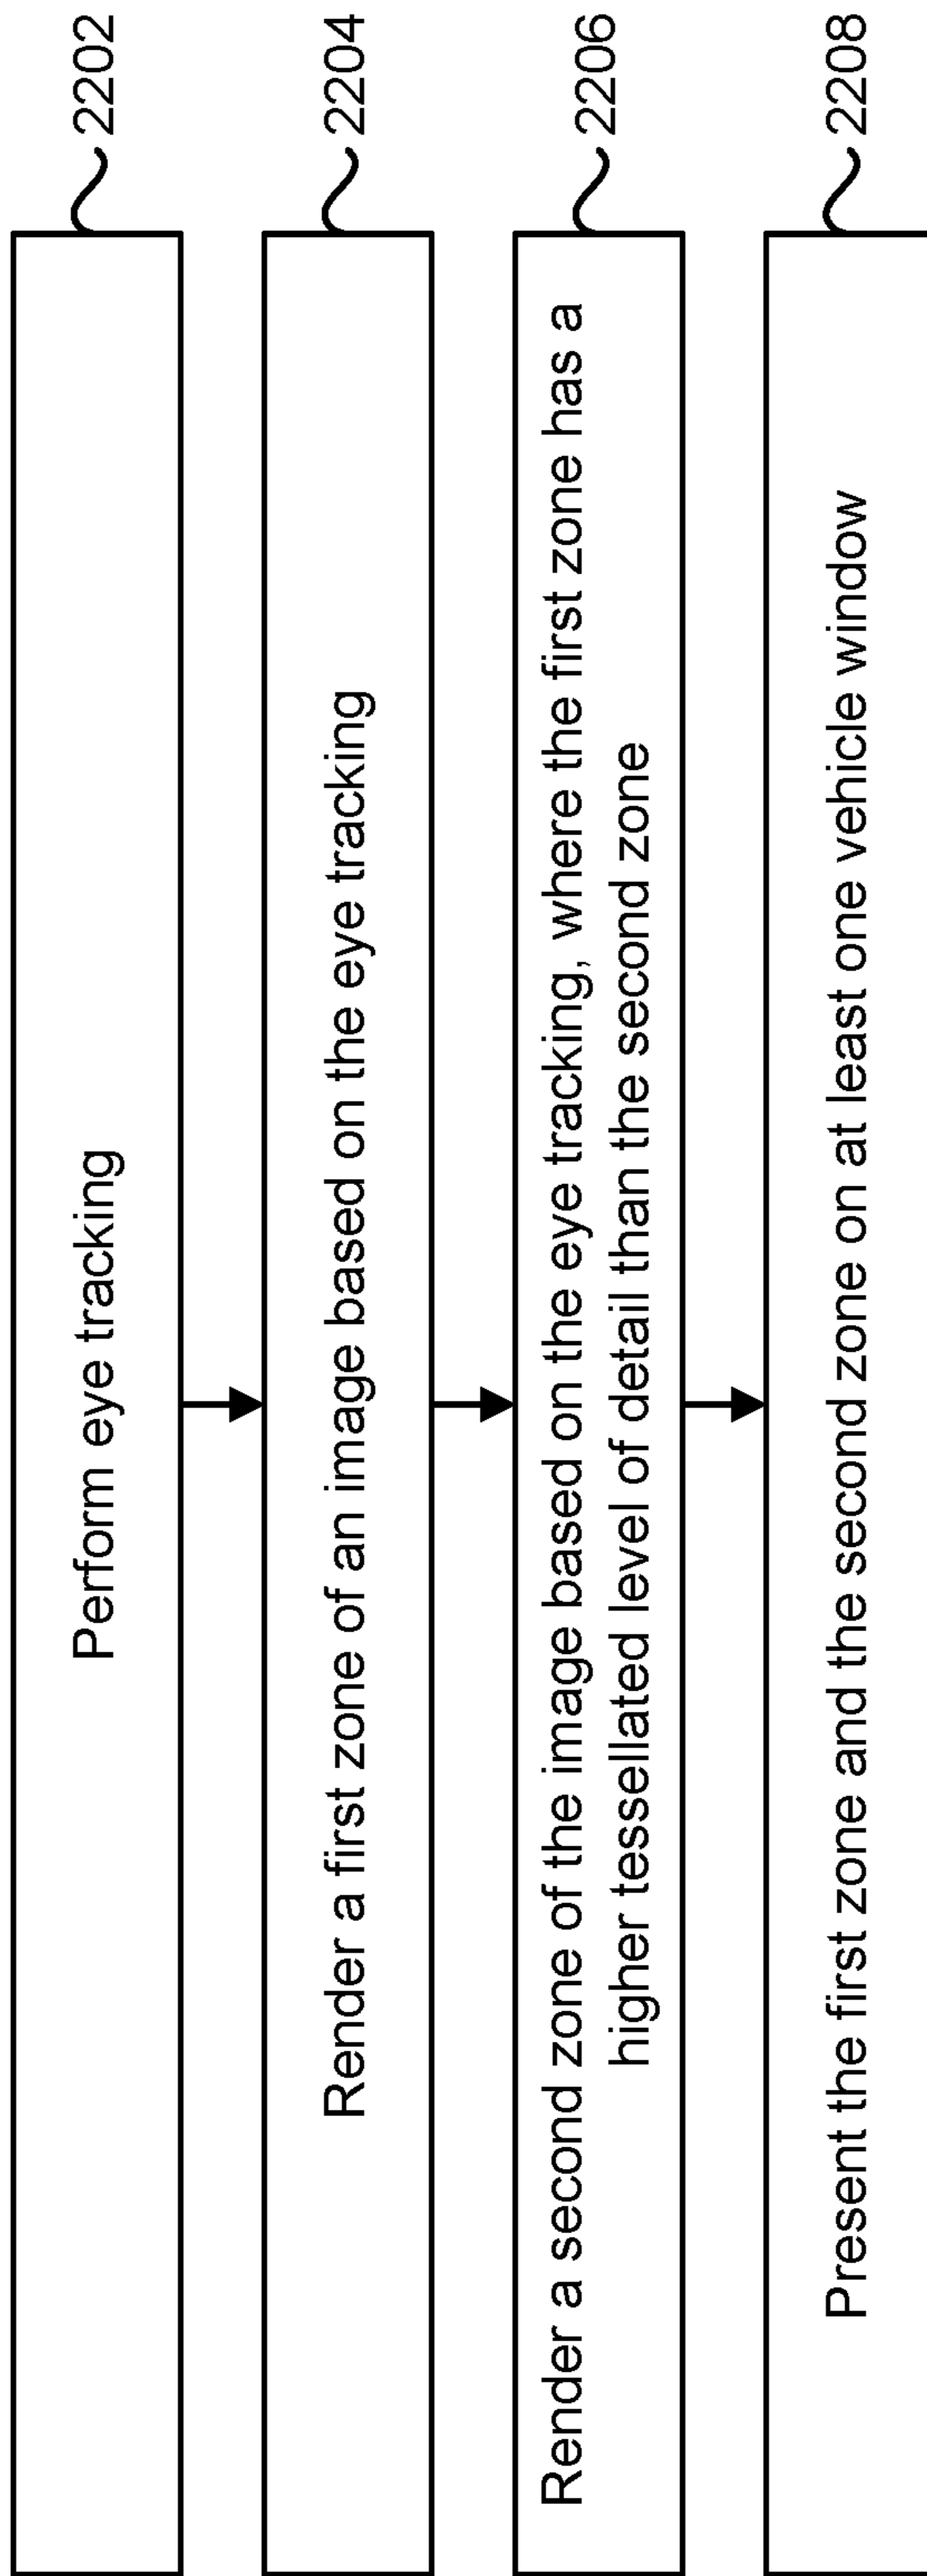 Perform eye tracking
2202
Render a first zone of an image based on the eye tracking
2204
Render a second zone of the image based on the eye tracking, where the first zone has a
higher tessellated level of detail than the second zone
2206
Present the first zone and the second zone on at least one vehicle window
2208